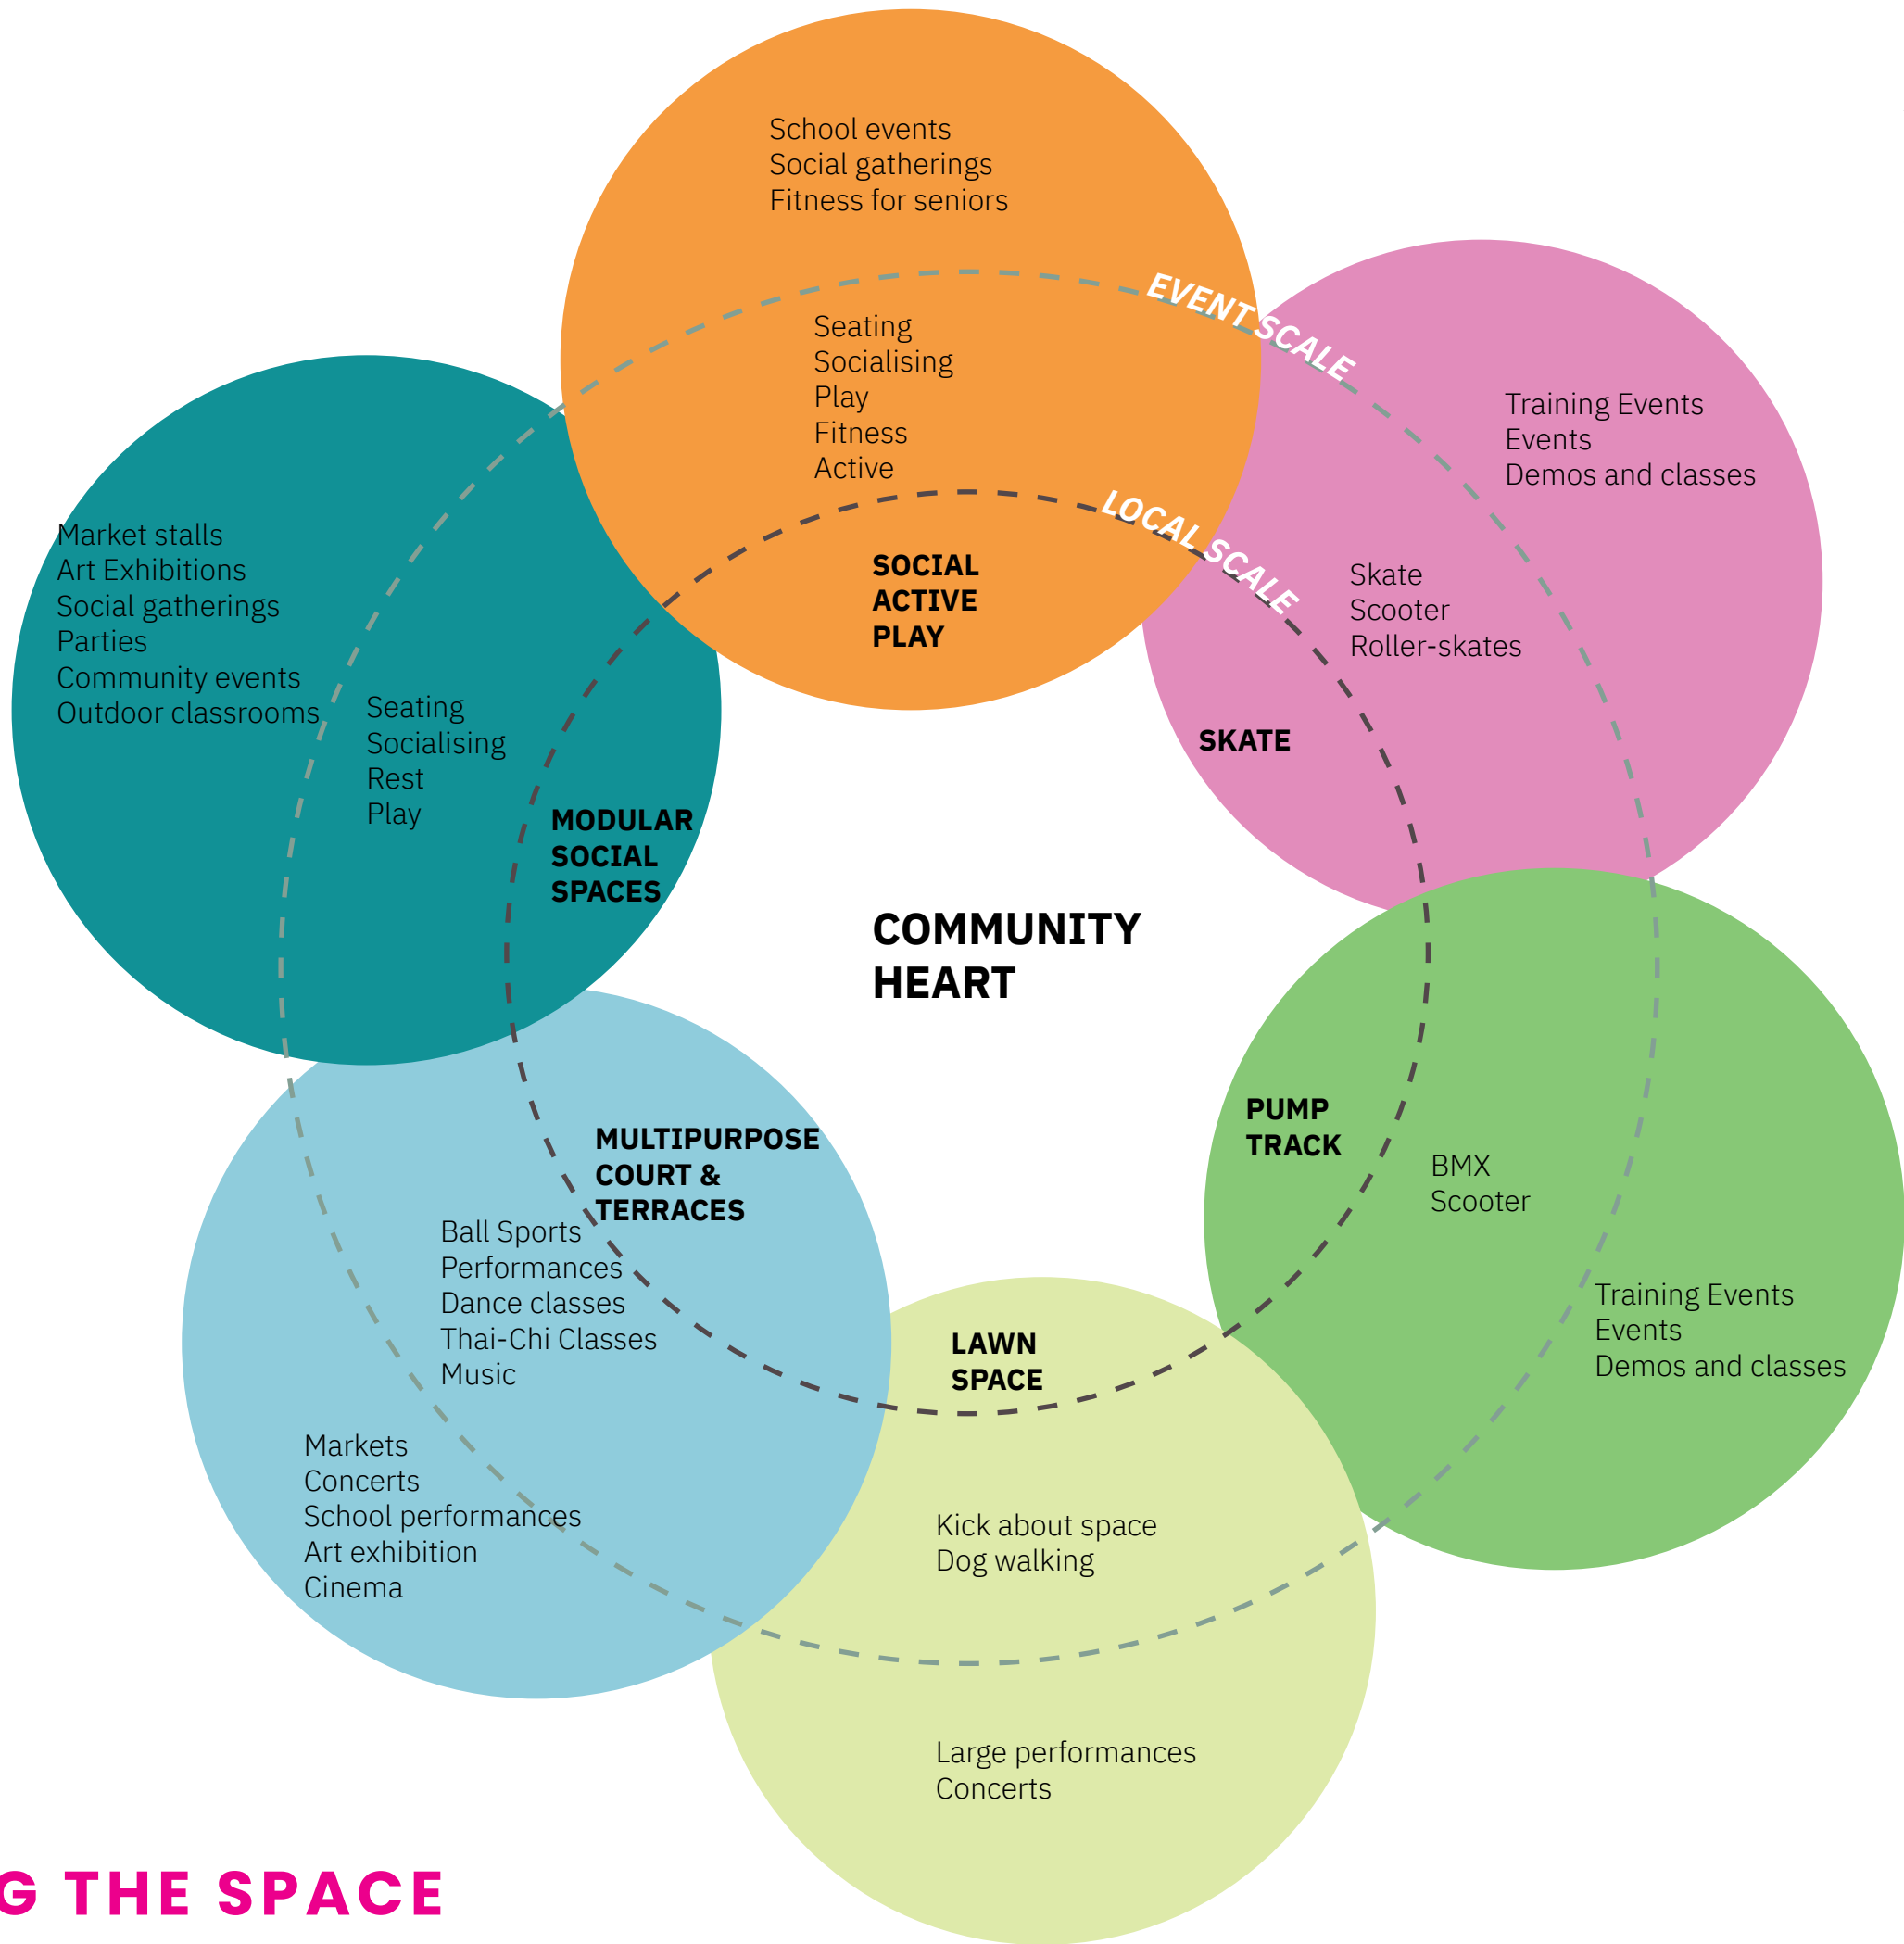 School events
Social gatherings
Fitness for seniors
EVENT SCALE
Seating
Socialising
Play
Fitness
Active
LOCAL SCALE
SOCIAL
ACTIVE
PLAY
Training Events
Events
Demos and classes
Skate
Scooter
Roller-skates
SKATE
Market stalls
Art Exhibitions
Social gatherings
Parties
Community events
Outdoor classrooms
Seating
Socialising
Rest
Play
MODULAR
SOCIAL
SPACES
COMMUNITY
HEART
PUMP
TRACK
BMX
Scooter
Training Events
Events
Demos and classes
MULTIPURPOSE
COURT &
TERRACES
Ball Sports
Performances
Dance classes
Thai-Chi Classes
Music
Markets
Concerts
School performances
Art exhibition
Cinema
LAWN
SPACE
Kick about space
Dog walking
Large performances
Concerts
G THE SPACE